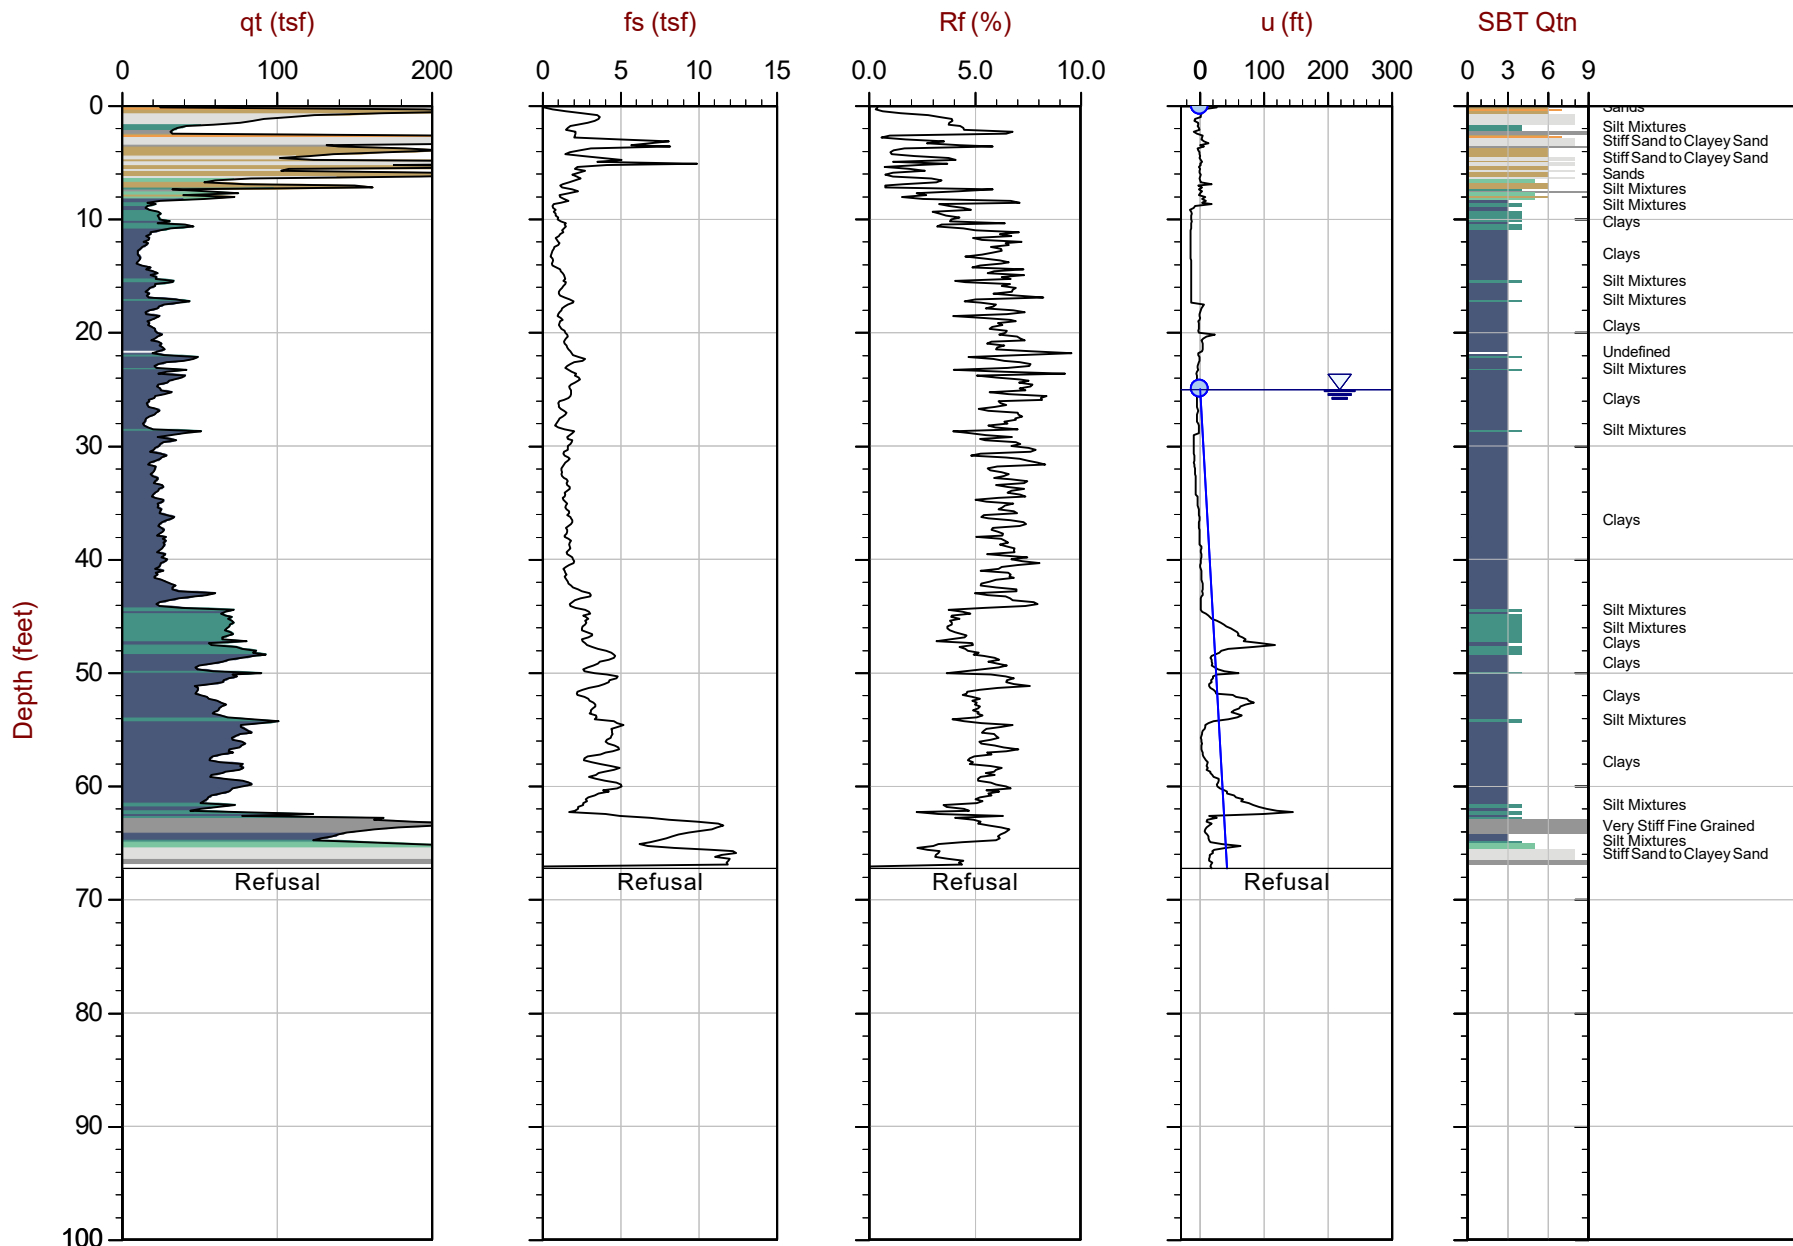 qt (tsf) fs (tsf) Rf (%) u (ft) SBT Qtn
0 100 200 0 5 10 15 0.0 5.0 10.0 0 100 200 300 0 3 6 9
0
10
20
30
40
50
60
70
80
90
100
Depth (feet)
Sands
Silt Mixtures
Stiff Sand to Clayey Sand
Stiff Sand to Clayey Sand
Sands
Silt Mixtures
Silt Mixtures
Clays
Clays
Silt Mixtures
Silt Mixtures
Clays
Undefined
Silt Mixtures
Clays
Silt Mixtures
Clays
Silt Mixtures
Silt Mixtures
Clays
Clays
Clays
Silt Mixtures
Clays
Silt Mixtures
Very Stiff Fine Grained
Silt Mixtures
Stiff Sand to Clayey Sand
Refusal Refusal Refusal Refusal